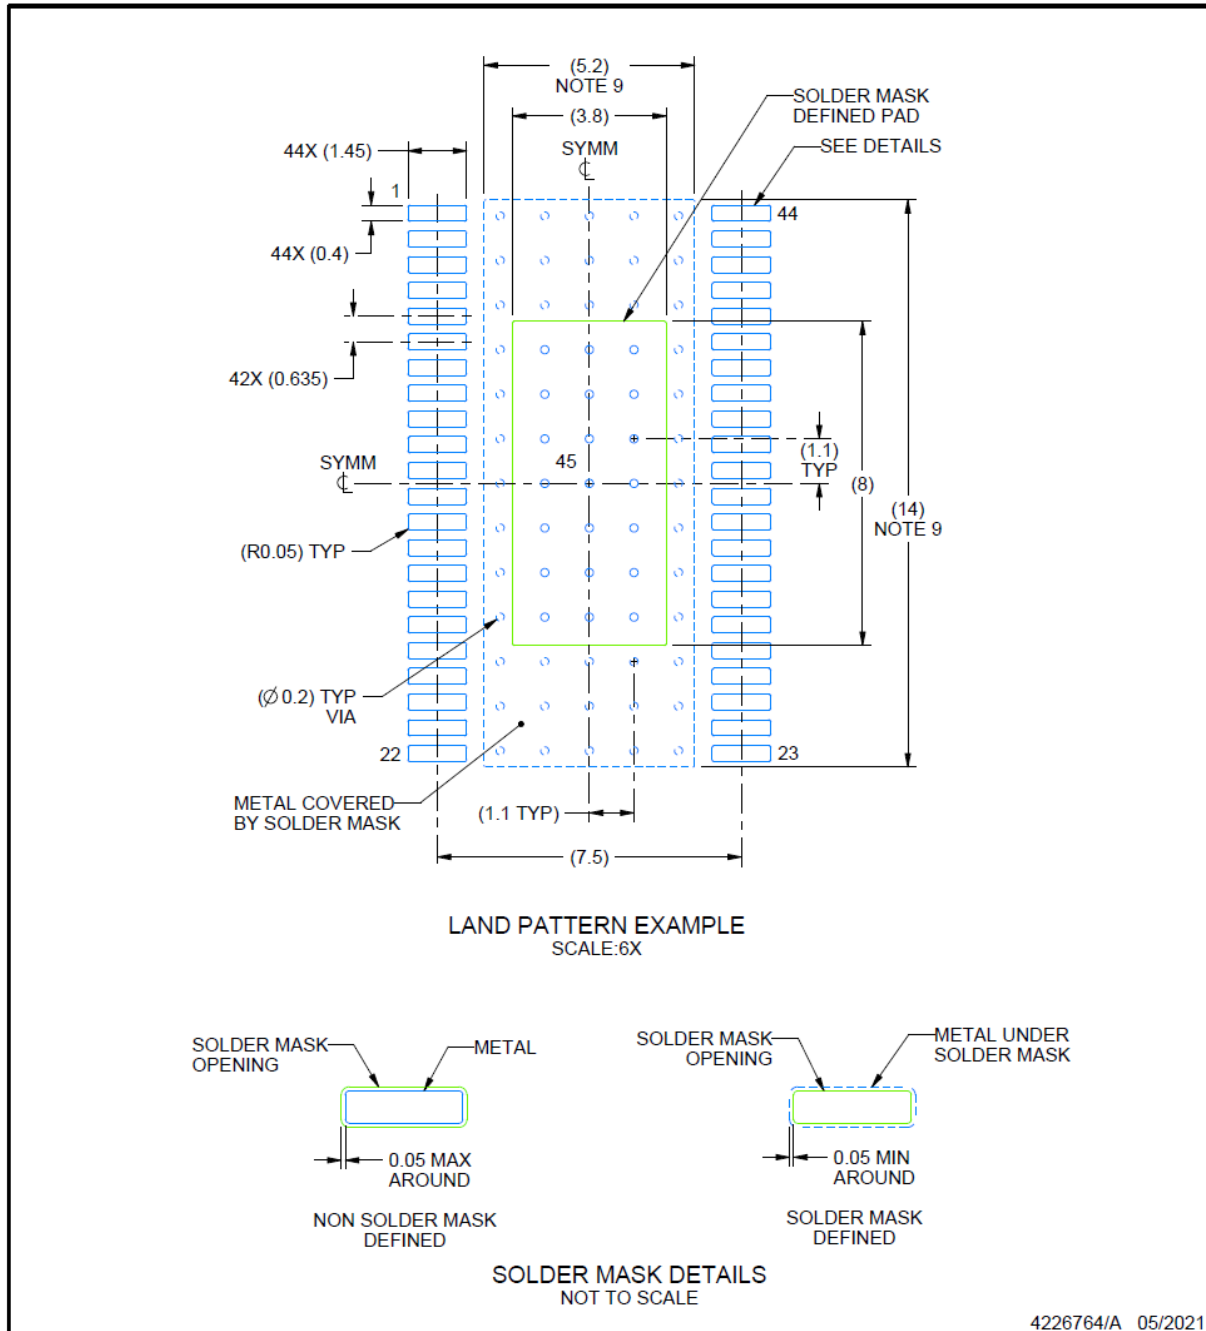 (5.2)
NOTE 9
(3.8)
SYMM
℄
SOLDER MASK
DEFINED PAD
SEE DETAILS
44X (1.45)
1
44
44X (0.4)
42X (0.635)
SYMM
℄
45
(1.1)
TYP
(8)
(14)
NOTE 9
(R0.05) TYP
(Ø 0.2) TYP
VIA
22
23
METAL COVERED
BY SOLDER MASK
(1.1 TYP)
(7.5)
LAND PATTERN EXAMPLE
SCALE:6X
SOLDER MASK
OPENING
METAL
0.05 MAX
AROUND
NON SOLDER MASK
DEFINED
SOLDER MASK
OPENING
METAL UNDER
SOLDER MASK
0.05 MIN
AROUND
SOLDER MASK
DEFINED
SOLDER MASK DETAILS
NOT TO SCALE
4226764/A 05/2021